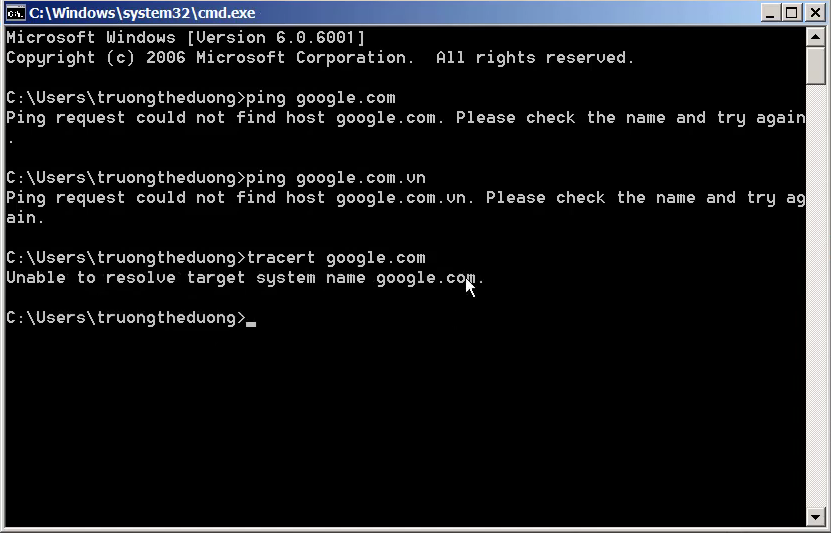 C:\Windows\system32\cmd.exe
Microsoft Windows [Version 6.0.6001]
Copyright (c) 2006 Microsoft Corporation.  All rights reserved.
C:\Users\truongtheduong>ping google.com
Ping request could not find host google.com. Please check the name and try again
.
C:\Users\truongtheduong>ping google.com.vn
Ping request could not find host google.com.vn. Please check the name and try ag
ain.
C:\Users\truongtheduong>tracert google.com
Unable to resolve target system name google.com.
C:\Users\truongtheduong>_